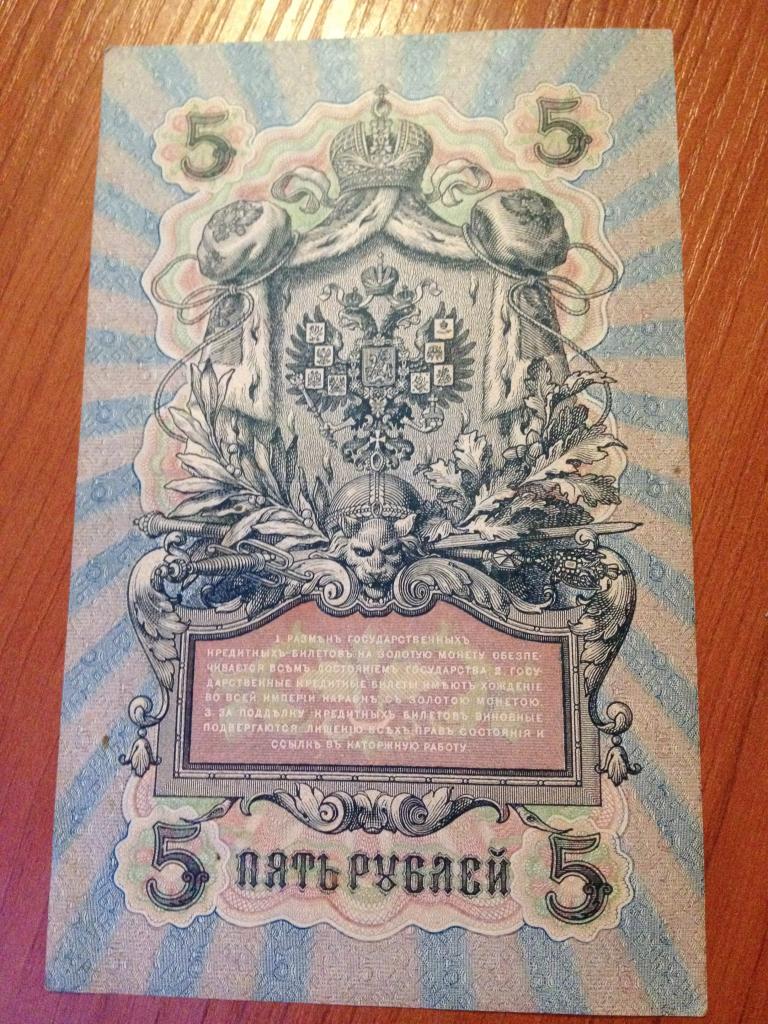 5 5
1. РАЗМѢНЪ ГОСУДАРСТВЕННЫХЪ
КРЕДИТНЫХЪ БИЛЕТОВЪ НА ЗОЛОТУЮ МОНЕТУ ОБЕЗПЕ-
ЧИВАЕТСЯ ВСѢМЪ ДОСТОЯНІЕМЪ ГОСУДАРСТВА 2. ГОСУ-
ДАРСТВЕННЫЕ КРЕДИТНЫЕ БИЛЕТЫ ИМѢЮТЪ ХОЖДЕНІЕ
ВО ВСЕЙ ИМПЕРІИ НАРАВНѢ СЪ ЗОЛОТОЮ МОНЕТОЮ.
3. ЗА ПОДДѢЛКУ КРЕДИТНЫХЪ БИЛЕТОВЪ ВИНОВНЫЕ
ПОДВЕРГАЮТСЯ ЛИШЕНІЮ ВСѢХЪ ПРАВЪ СОСТОЯНІЯ И
ССЫЛКѢ ВЪ КАТОРЖНУЮ РАБОТУ
5 ПЯТЬ РУБЛЕЙ 5